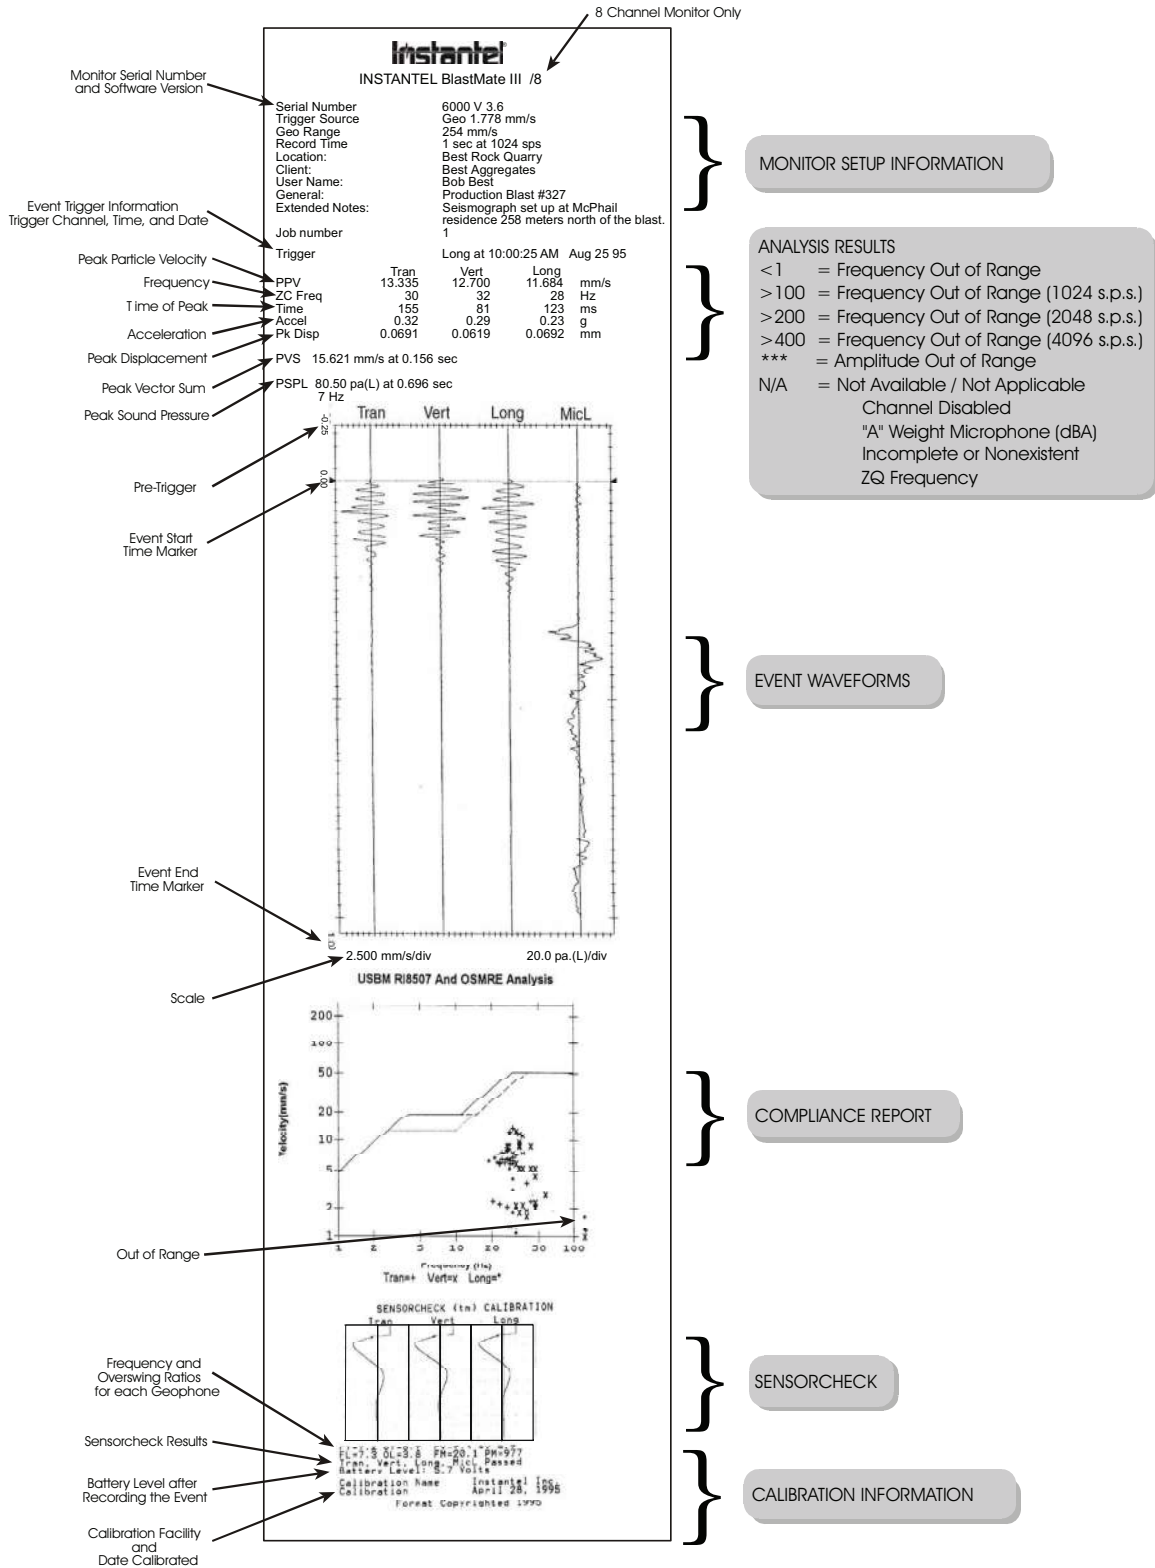 8 Channel Monitor Only
Instantel
INSTANTEL BlastMate III /8
Monitor Serial Number
and Software Version
Serial Number 6000 V 3.6
Trigger Source Geo 1.778 mm/s
Geo Range 254 mm/s
Record Time 1 sec at 1024 sps
Location: Best Rock Quarry
Client: Best Aggregates
User Name: Bob Best
General: Production Blast #327
Extended Notes: Seismograph set up at McPhail
residence 258 meters north of the blast.
Job number 1
MONITOR SETUP INFORMATION
Event Trigger Information
Trigger Channel, Time, and Date
Trigger Long at 10:00:25 AM Aug 25 95
Tran Vert Long
PPV 13.335 12.700 11.684 mm/s
ZC Freq 30 32 28 Hz
Time 155 81 123 ms
Accel 0.32 0.29 0.23 g
Pk Disp 0.0691 0.0619 0.0692 mm
PVS 15.621 mm/s at 0.156 sec
PSPL 80.50 pa(L) at 0.696 sec
7 Hz
Peak Particle Velocity
Frequency
Time of Peak
Acceleration
Peak Displacement
Peak Vector Sum
Peak Sound Pressure
ANALYSIS RESULTS
<1 = Frequency Out of Range
>100 = Frequency Out of Range (1024 s.p.s.)
>200 = Frequency Out of Range (2048 s.p.s.)
>400 = Frequency Out of Range (4096 s.p.s.)
*** = Amplitude Out of Range
N/A = Not Available / Not Applicable
Channel Disabled
"A" Weight Microphone (dBA)
Incomplete or Nonexistent
ZQ Frequency
Tran Vert Long MicL
-0.25
0.00
Pre-Trigger
Event Start
Time Marker
EVENT WAVEFORMS
Event End
Time Marker
1.0
2.500 mm/s/div 20.0 pa.(L)/div
Scale
USBM RI8507 And OSMRE Analysis
Velocity(mm/s)
200
100
50
20
10
5
2
1
1 2 5 10 20 50 100
Frequency (Hz)
Tran=+ Vert=x Long=*
COMPLIANCE REPORT
Out of Range
SENSORCHECK (tm) CALIBRATION
Tran Vert Long
SENSORCHECK
Frequency and
Overswing Ratios
for each Geophone
FL=7.3 OL=3.8 FM=20.1 PM=977
Tran, Vert, Long, MicL Passed
Battery Level: 5.7 Volts
Calibration Name Instantel Inc.
Calibration April 28, 1995
Format Copyrighted 1995
Sensorcheck Results
Battery Level after
Recording the Event
Calibration Facility
and
Date Calibrated
CALIBRATION INFORMATION